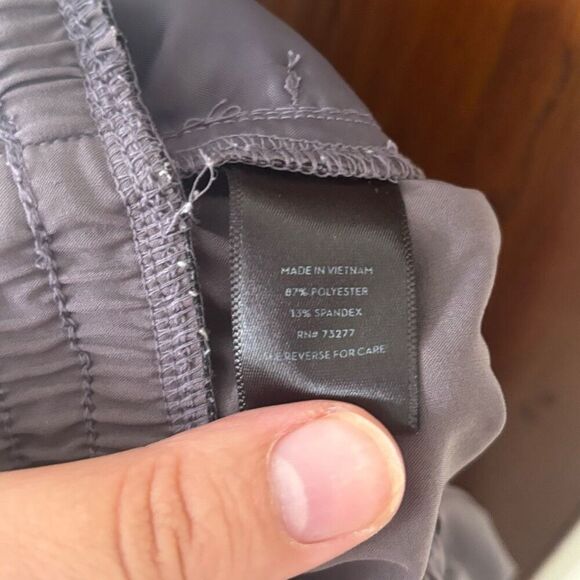 MADE IN VIETNAM
87% POLYESTER
13% SPANDEX
RN# 73277
REVERSE FOR CARE